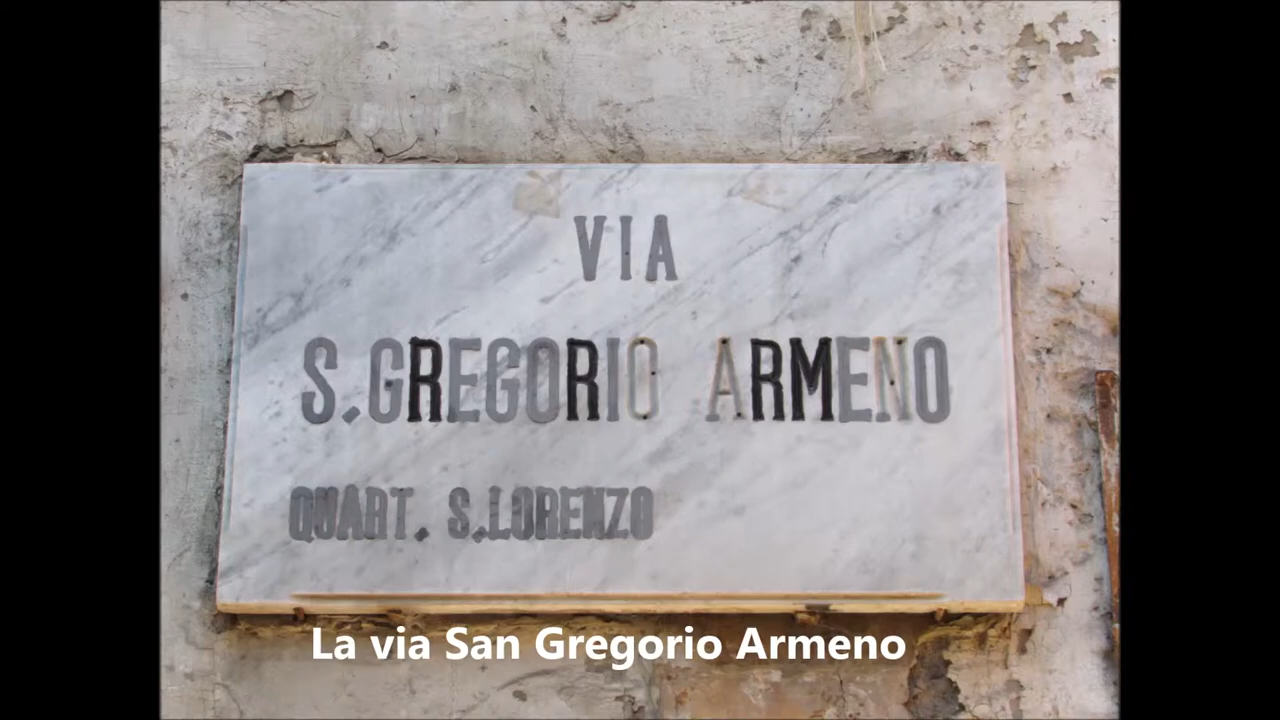 VIA
S.GREGORIO ARMENO
QUART. S.LORENZO
La via San Gregorio Armeno